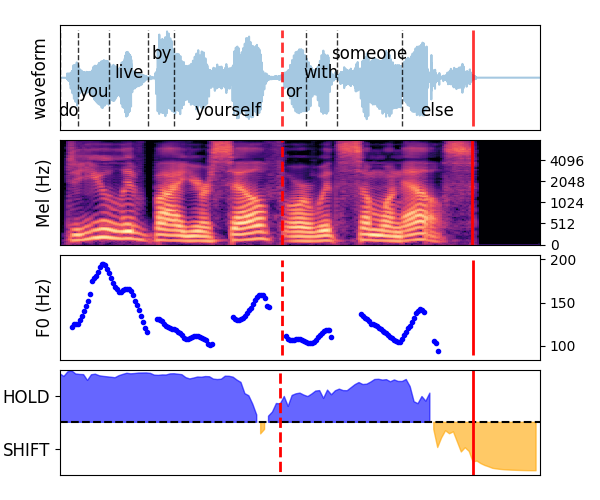 waveform
do you live by yourself or with someone else
Mel (Hz)
4096
2048
1024
512
0
F0 (Hz)
200
150
100
HOLD
SHIFT